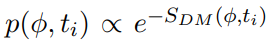 p(ϕ, t_i) ∝ e^{-S_{DM}(ϕ,t_i)}